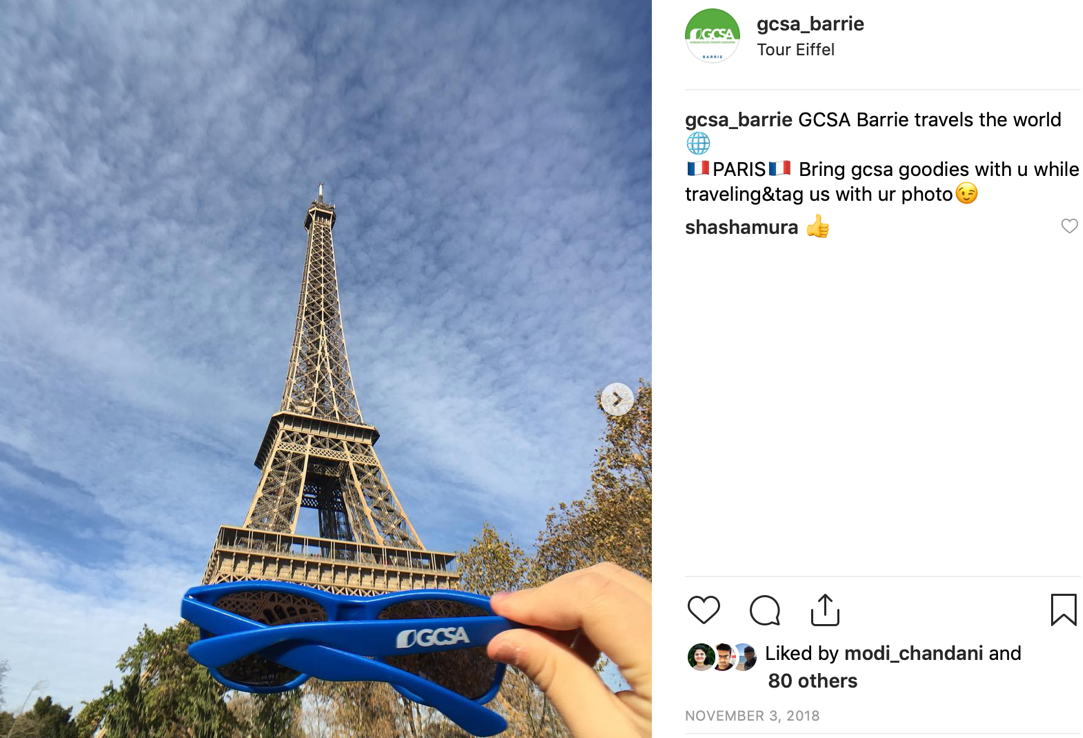 gcsa_barrie
Tour Eiffel
GCSA
BARRIE
gcsa_barrie GCSA Barrie travels the world
🌐
🇫🇷PARIS🇫🇷 Bring gcsa goodies with u while
traveling&tag us with ur photo😉
shashamura 👍
GCSA
Liked by modi_chandani and
80 others
NOVEMBER 3, 2018